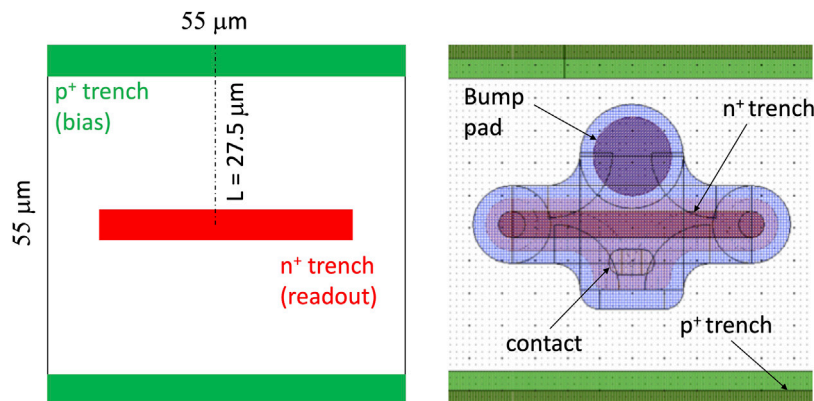 55 μm
p+ trench
(bias)
L = 27.5 μm
55 μm
n+ trench
(readout)
Bump
pad
n+ trench
contact
p+ trench